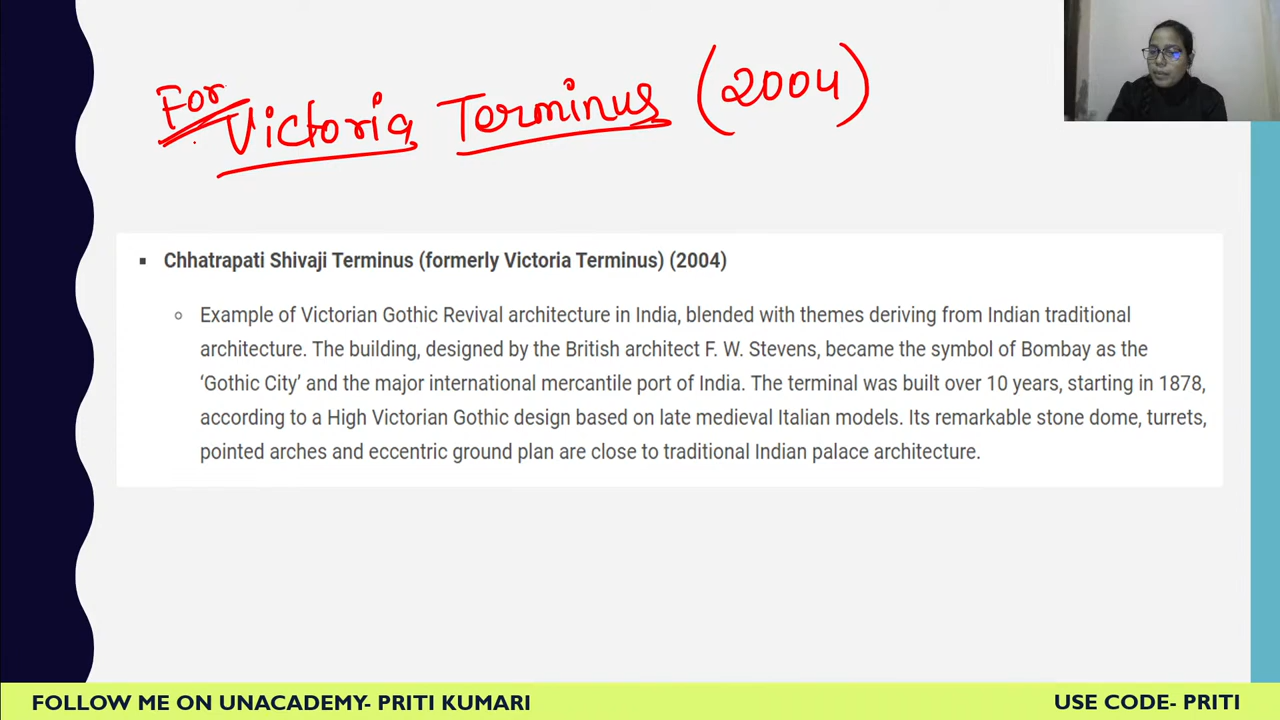 For
Victoria Terminus (2004)
▪ Chhatrapati Shivaji Terminus (formerly Victoria Terminus) (2004)
○ Example of Victorian Gothic Revival architecture in India, blended with themes deriving from Indian traditional
architecture. The building, designed by the British architect F. W. Stevens, became the symbol of Bombay as the
‘Gothic City’ and the major international mercantile port of India. The terminal was built over 10 years, starting in 1878,
according to a High Victorian Gothic design based on late medieval Italian models. Its remarkable stone dome, turrets,
pointed arches and eccentric ground plan are close to traditional Indian palace architecture.
FOLLOW ME ON UNACADEMY- PRITI KUMARI
USE CODE- PRITI